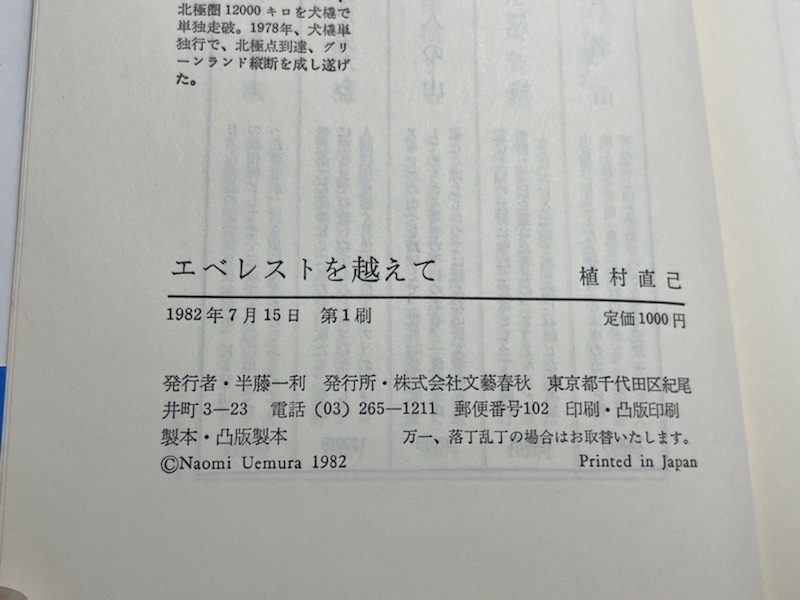 北極圏12000キロを犬橇で
単独走破。1978年、犬橇単
独行で、北極点到達、グリ
ーンランド縦断を成し遂げ
た。
エベレストを越えて 植村直己
1982年7月15日 第1刷 定価1000円
発行者・半藤一利 発行所・株式会社文藝春秋 東京都千代田区紀尾
井町3—23 電話(03)265—1211 郵便番号102 印刷・凸版印刷
製本・凸版製本 万一、落丁乱丁の場合はお取替いたします。
©Naomi Uemura 1982 Printed in Japan